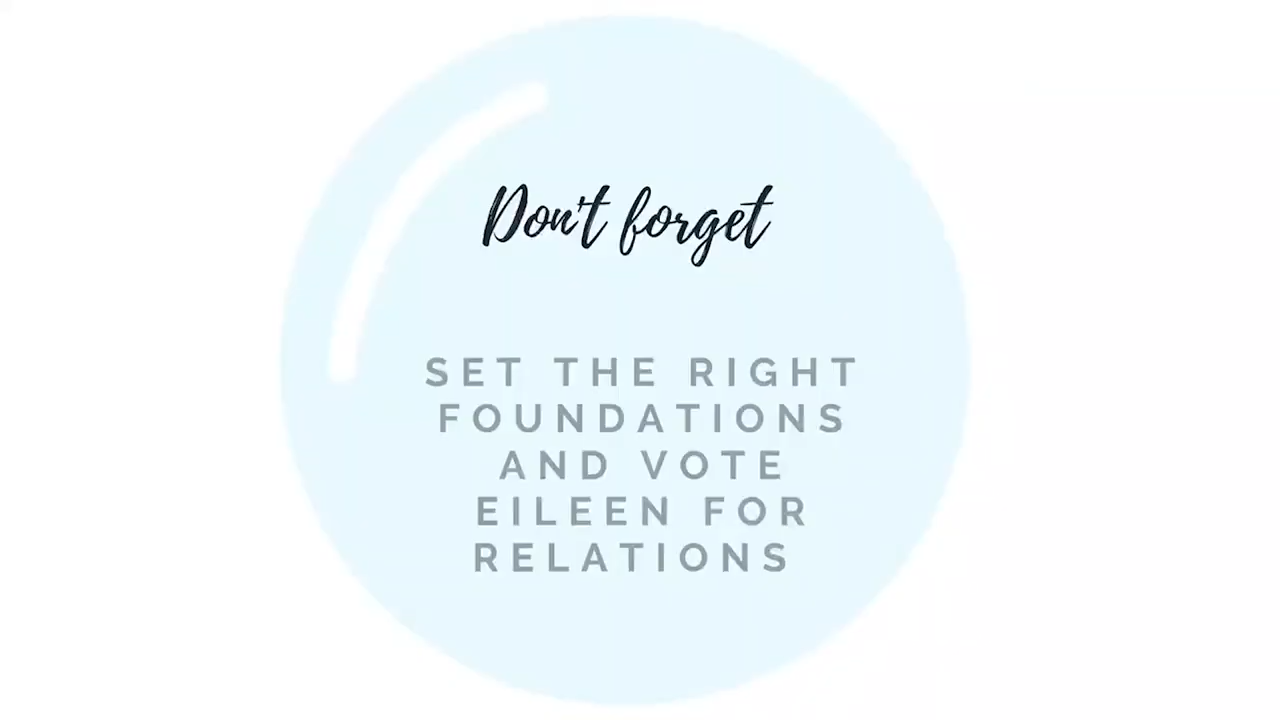 Don't forget
SET THE RIGHT
FOUNDATIONS
AND VOTE
EILEEN FOR
RELATIONS